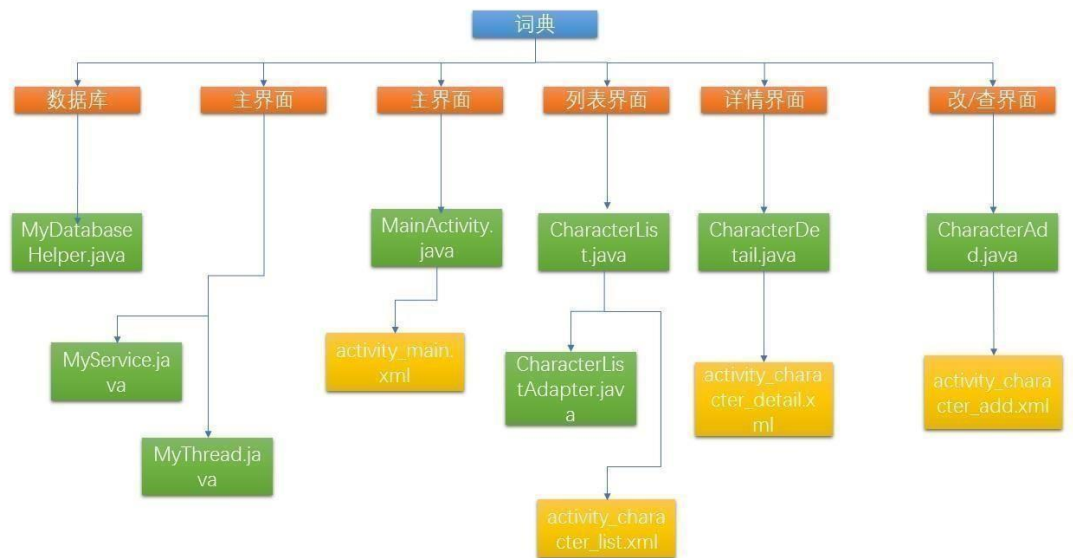 词典
数据库
主界面
主界面
列表界面
详情界面
改/查界面
MyDatabase
Helper.java
MainActivity.
java
CharacterLis
t.java
CharacterDe
tail.java
CharacterAd
d.java
MyService.ja
va
activity_main.
xml
CharacterLis
tAdapter.jav
a
activity_chara
cter_detail.x
ml
activity_chara
cter_add.xml
MyThread.ja
va
activity_chara
cter_list.xml